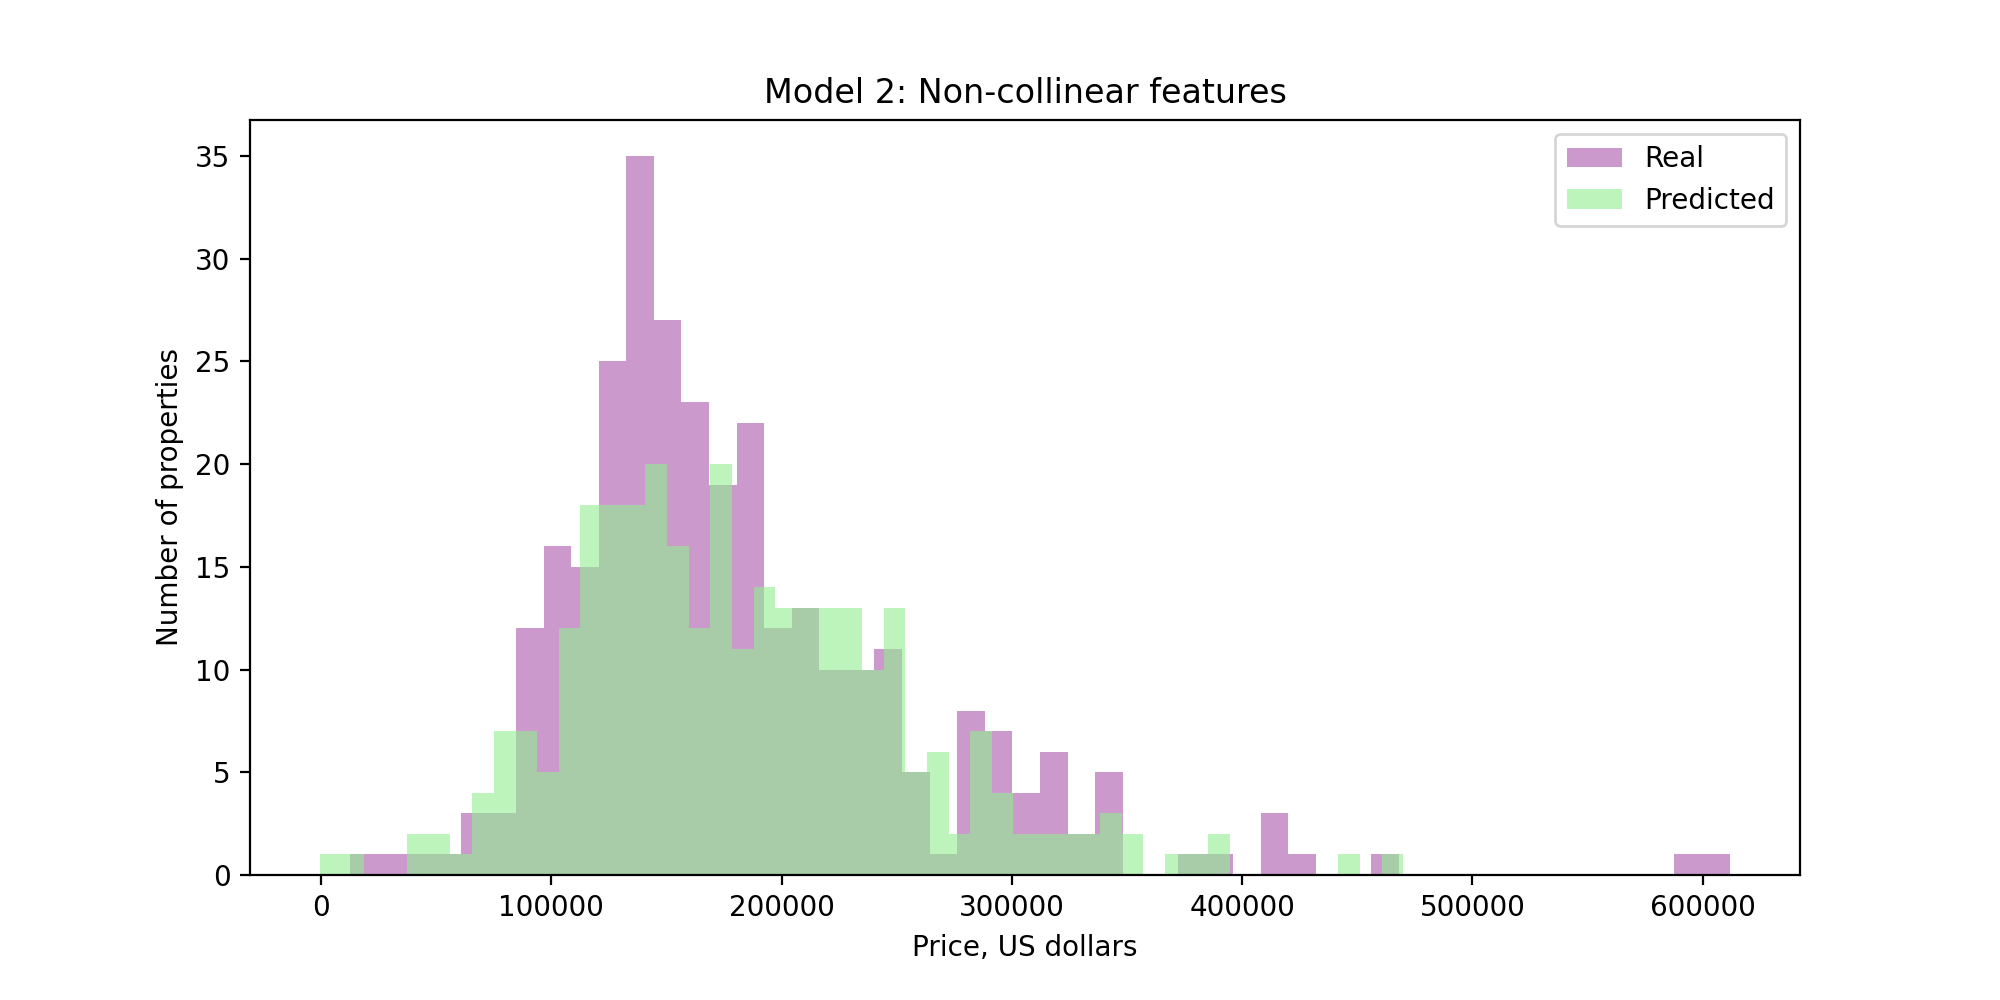 Model 2: Non-collinear features
Real
Predicted
35
30
25
20
15
10
5
0
Number of properties
0 100000 200000 300000 400000 500000 600000
Price, US dollars